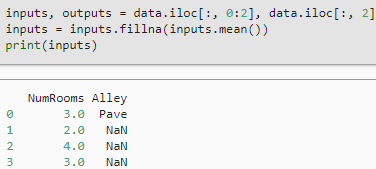 inputs, outputs = data.iloc[:, 0:2], data.iloc[:, 2]
inputs = inputs.fillna(inputs.mean())
print(inputs)
NumRooms Alley
0 3.0 Pave
1 2.0 NaN
2 4.0 NaN
3 3.0 NaN